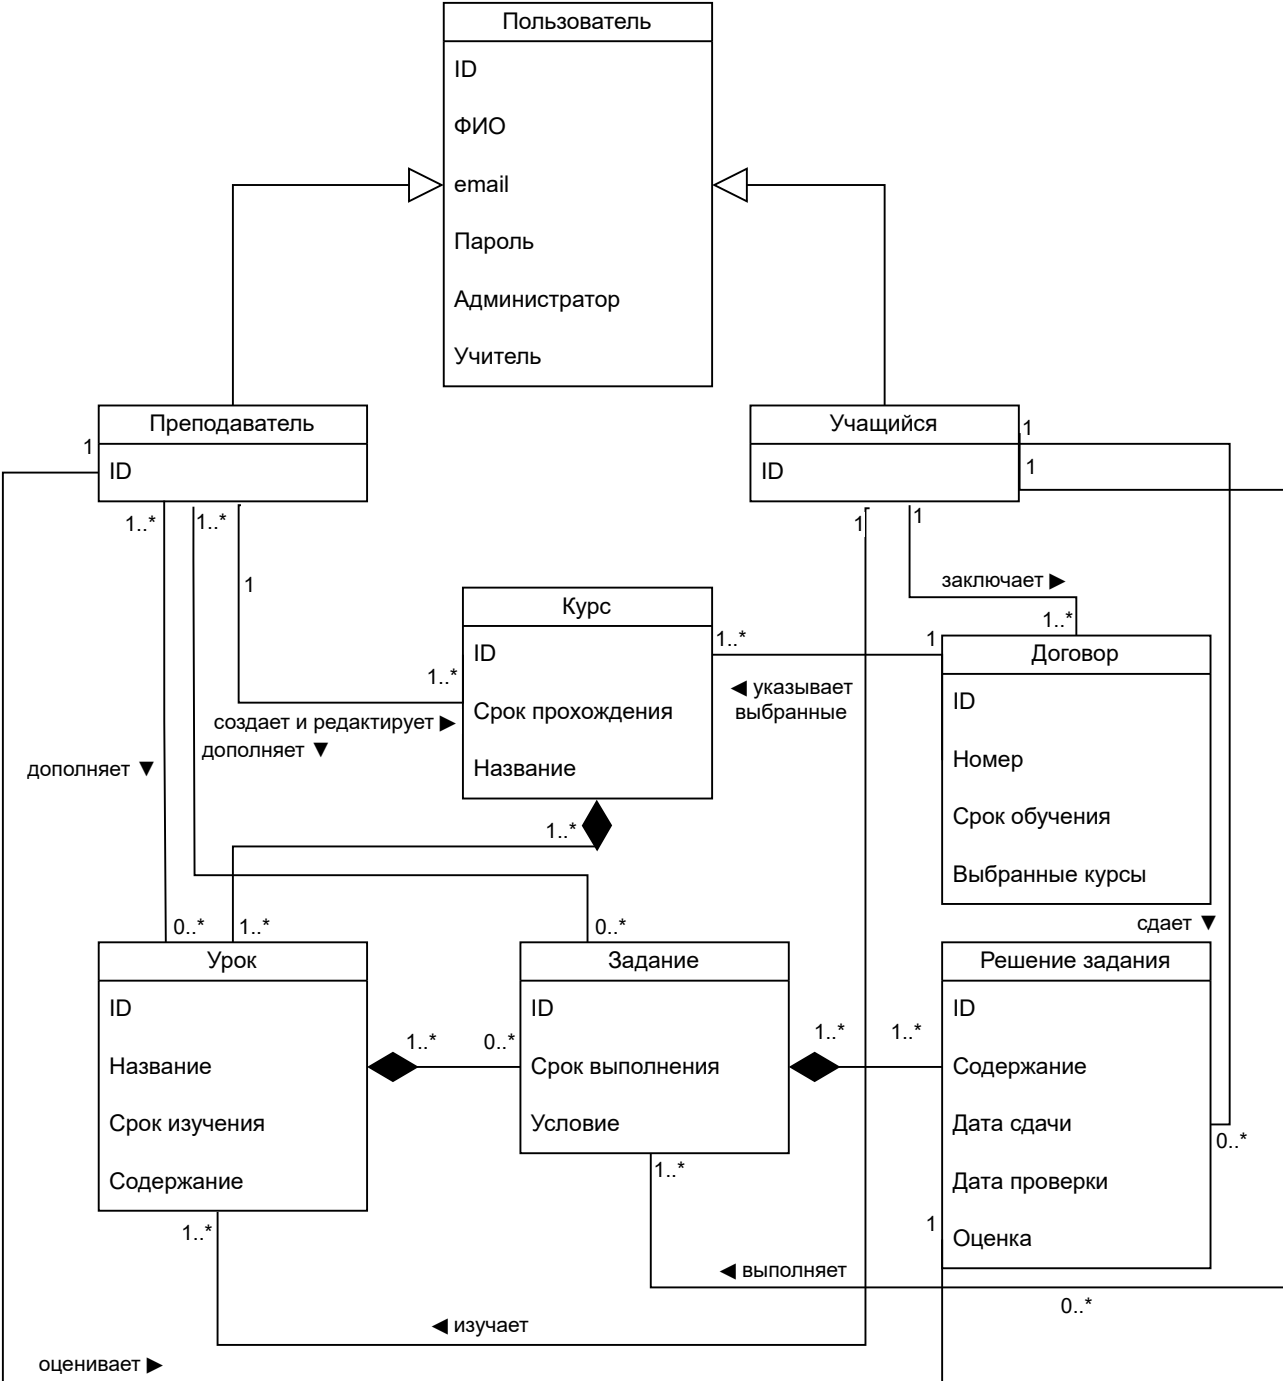 Пользователь
ID
ФИО
email
Пароль
Администратор
Учитель
Преподаватель
ID
1
1..*
1..*
1
Учащийся
ID
1
1
1
1
заключает ▶
1..*
Курс
ID
Срок прохождения
Название
1..*
1
1..*
◀ указывает
выбранные
создает и редактирует ▶
дополняет ▼
дополняет ▼
Договор
ID
Номер
Срок обучения
Выбранные курсы
1..*
0..*
1..*
0..*
сдает ▼
Урок
ID
Название
Срок изучения
Содержание
1..*
0..*
Задание
ID
Срок выполнения
Условие
1..*
1..*
Решение задания
ID
Содержание
Дата сдачи
Дата проверки
Оценка
0..*
1..*
1..*
1
◀ выполняет
0..*
◀ изучает
оценивает ▶